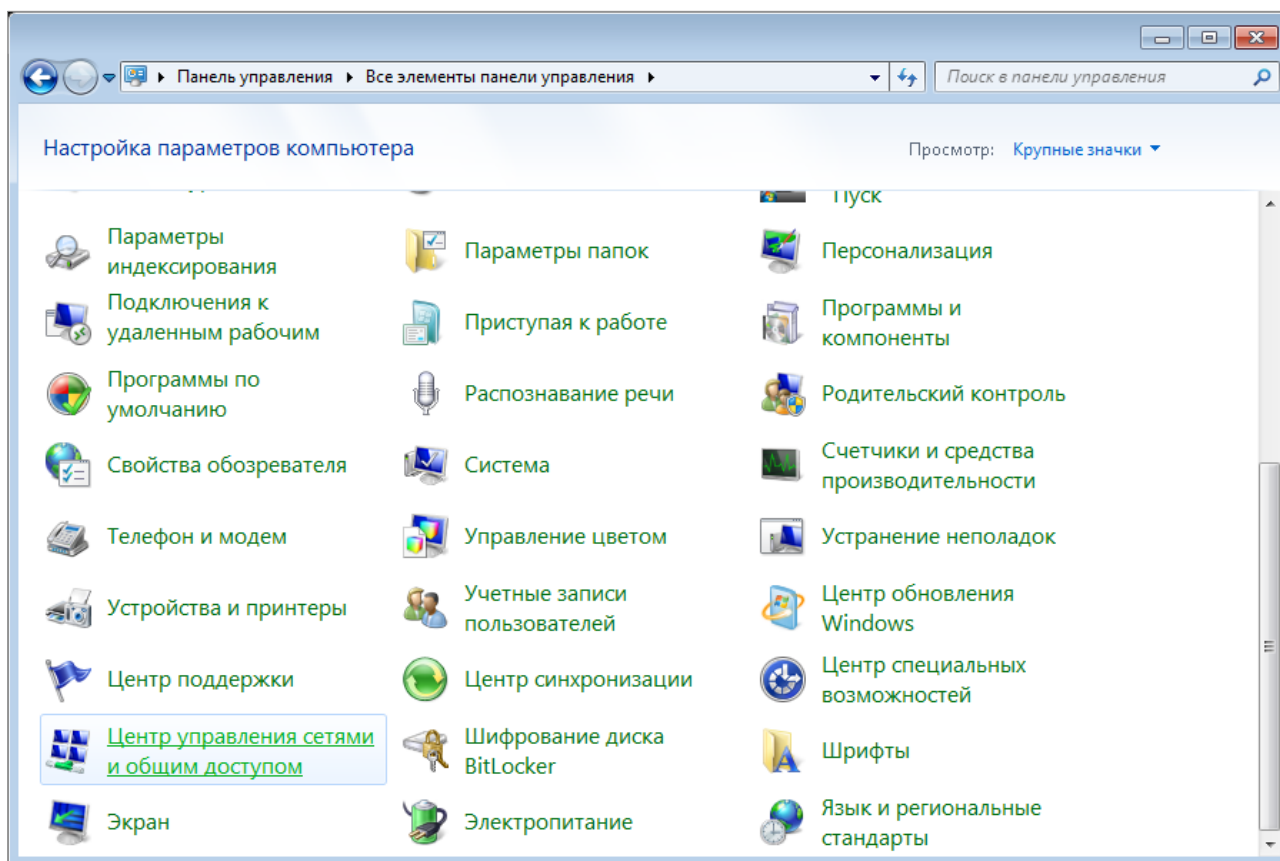 Панель управления
Все элементы панели управления
Поиск в панели управления
Настройка параметров компьютера
Просмотр: Крупные значки
Пуск
Параметры
индексирования
Параметры папок
Персонализация
Подключения к
удаленным рабочим
Приступая к работе
Программы и
компоненты
Программы по
умолчанию
Распознавание речи
Родительский контроль
Свойства обозревателя
Система
Счетчики и средства
производительности
Телефон и модем
Управление цветом
Устранение неполадок
Устройства и принтеры
Учетные записи
пользователей
Центр обновления
Windows
Центр поддержки
Центр синхронизации
Центр специальных
возможностей
Центр управления сетями
и общим доступом
Шифрование диска
BitLocker
Шрифты
Экран
Электропитание
Язык и региональные
стандарты